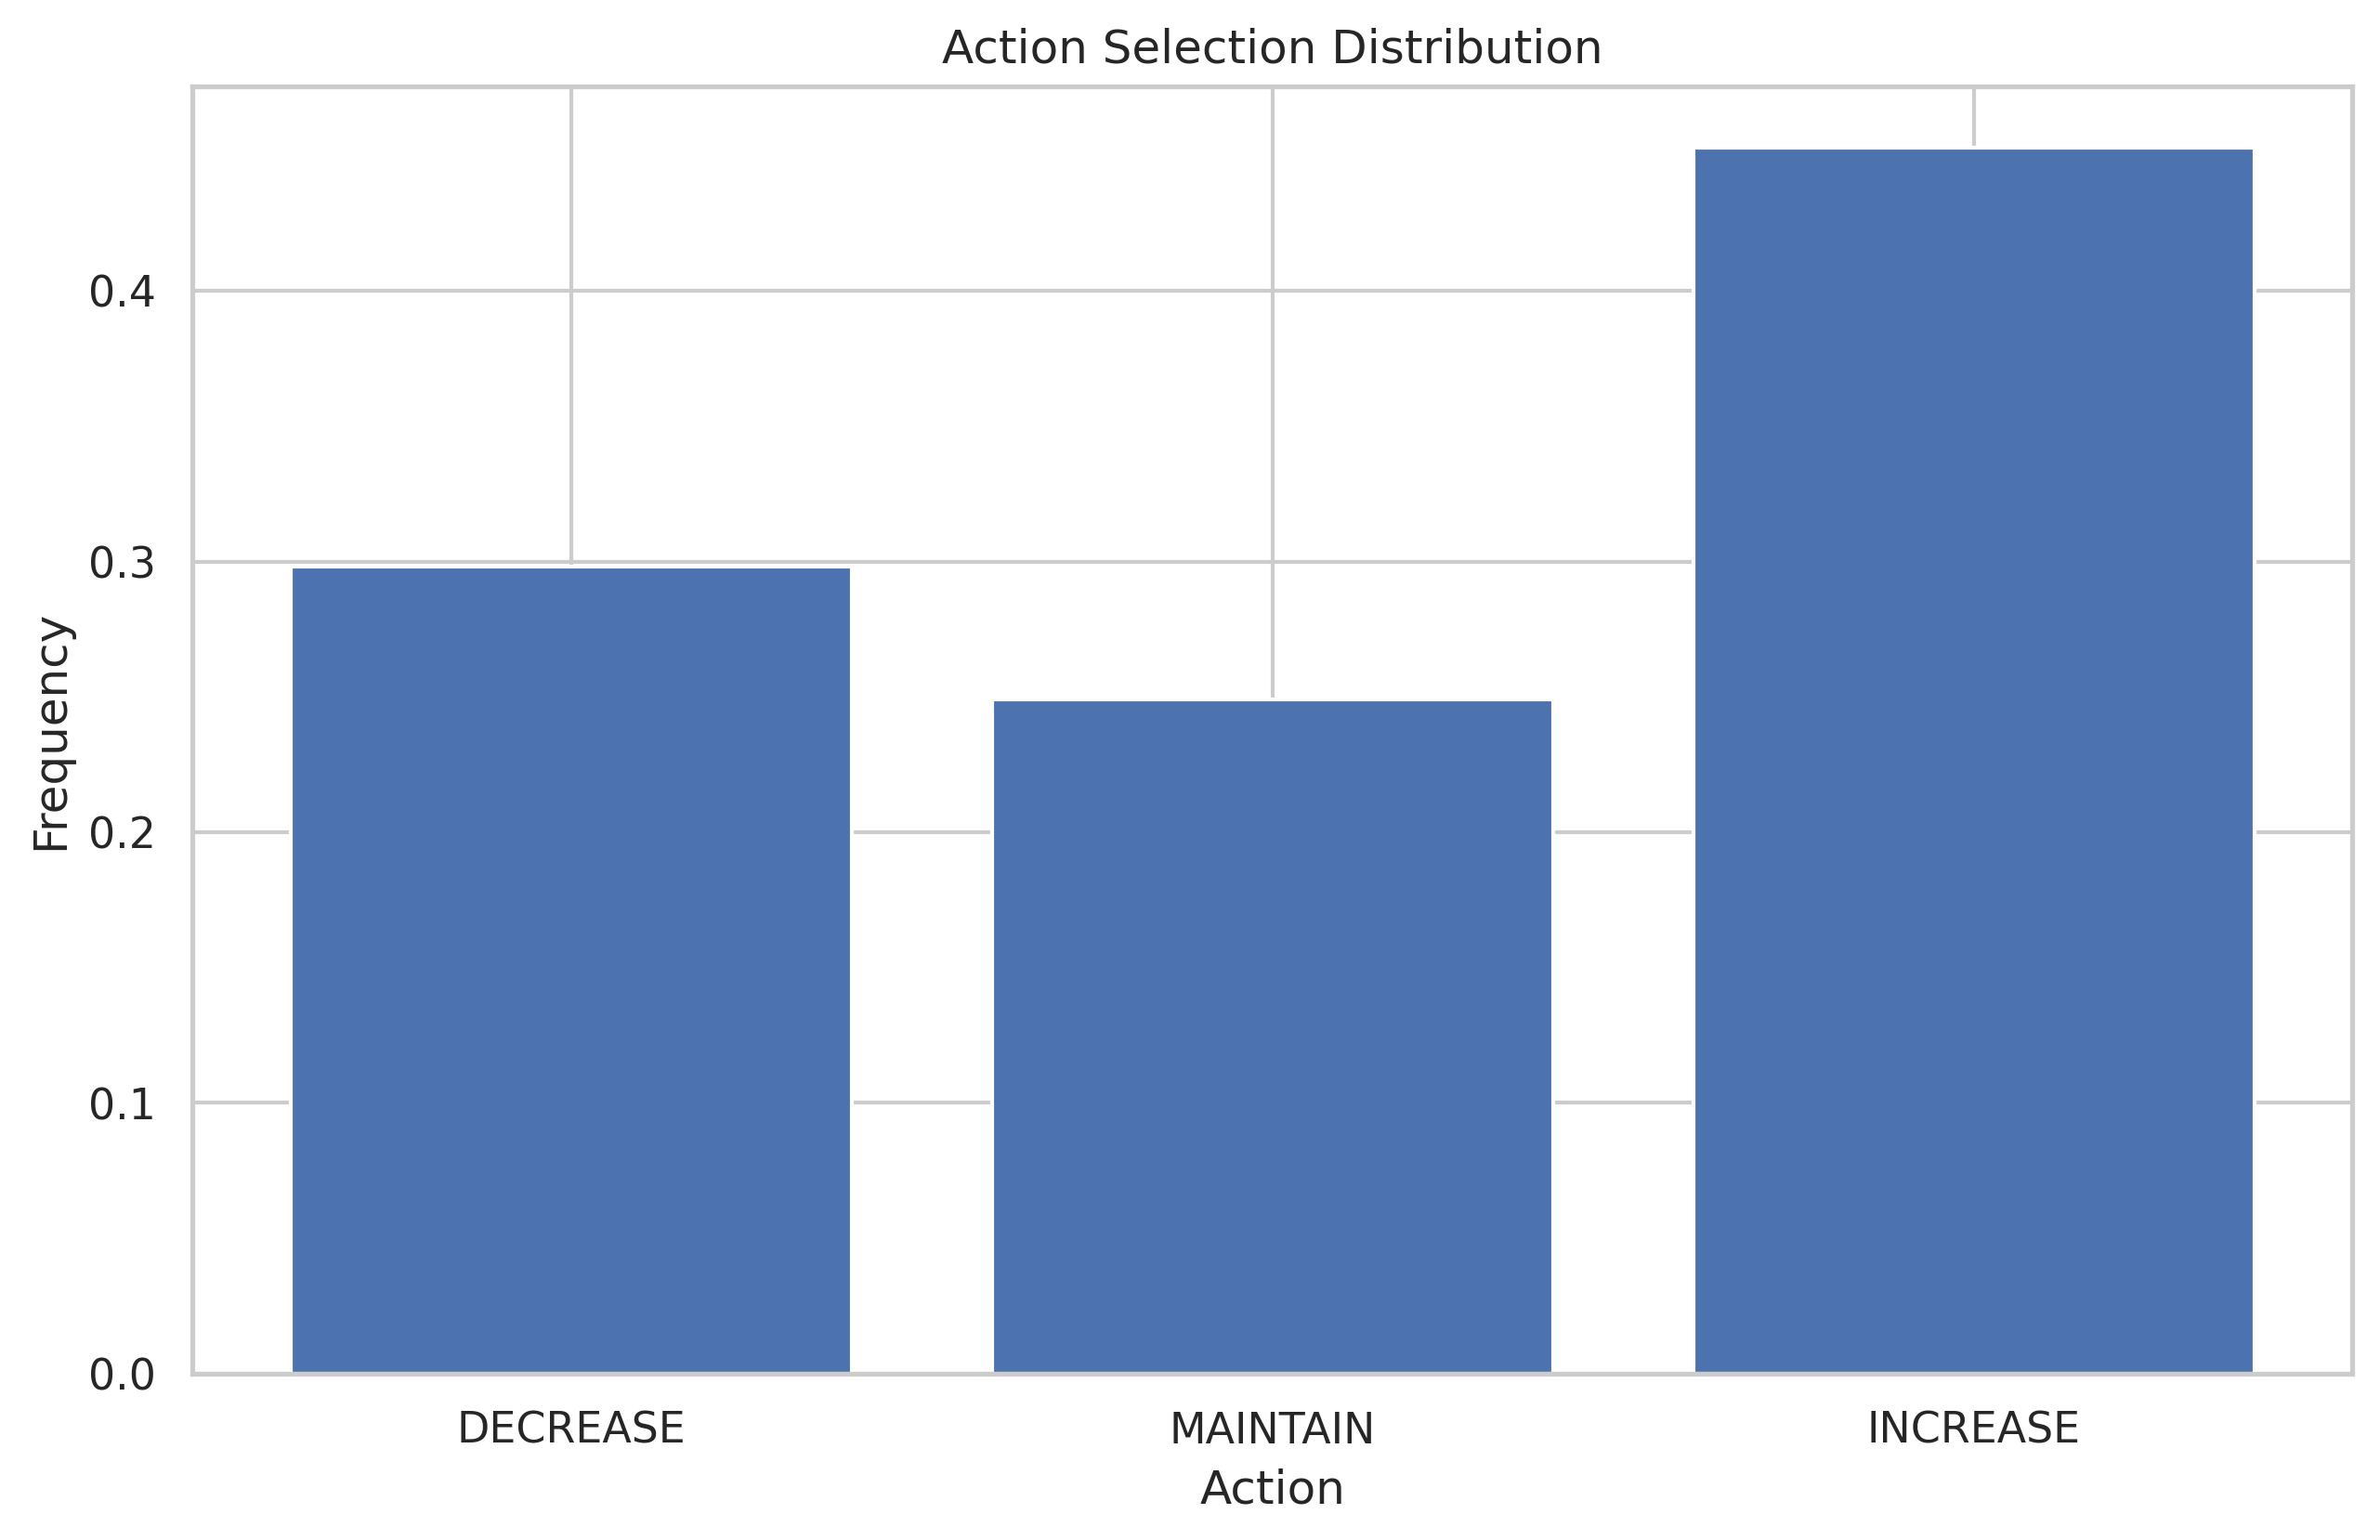 Action Selection Distribution
0.4
0.3
0.2
0.1
0.0
Frequency
DECREASE MAINTAIN INCREASE
Action